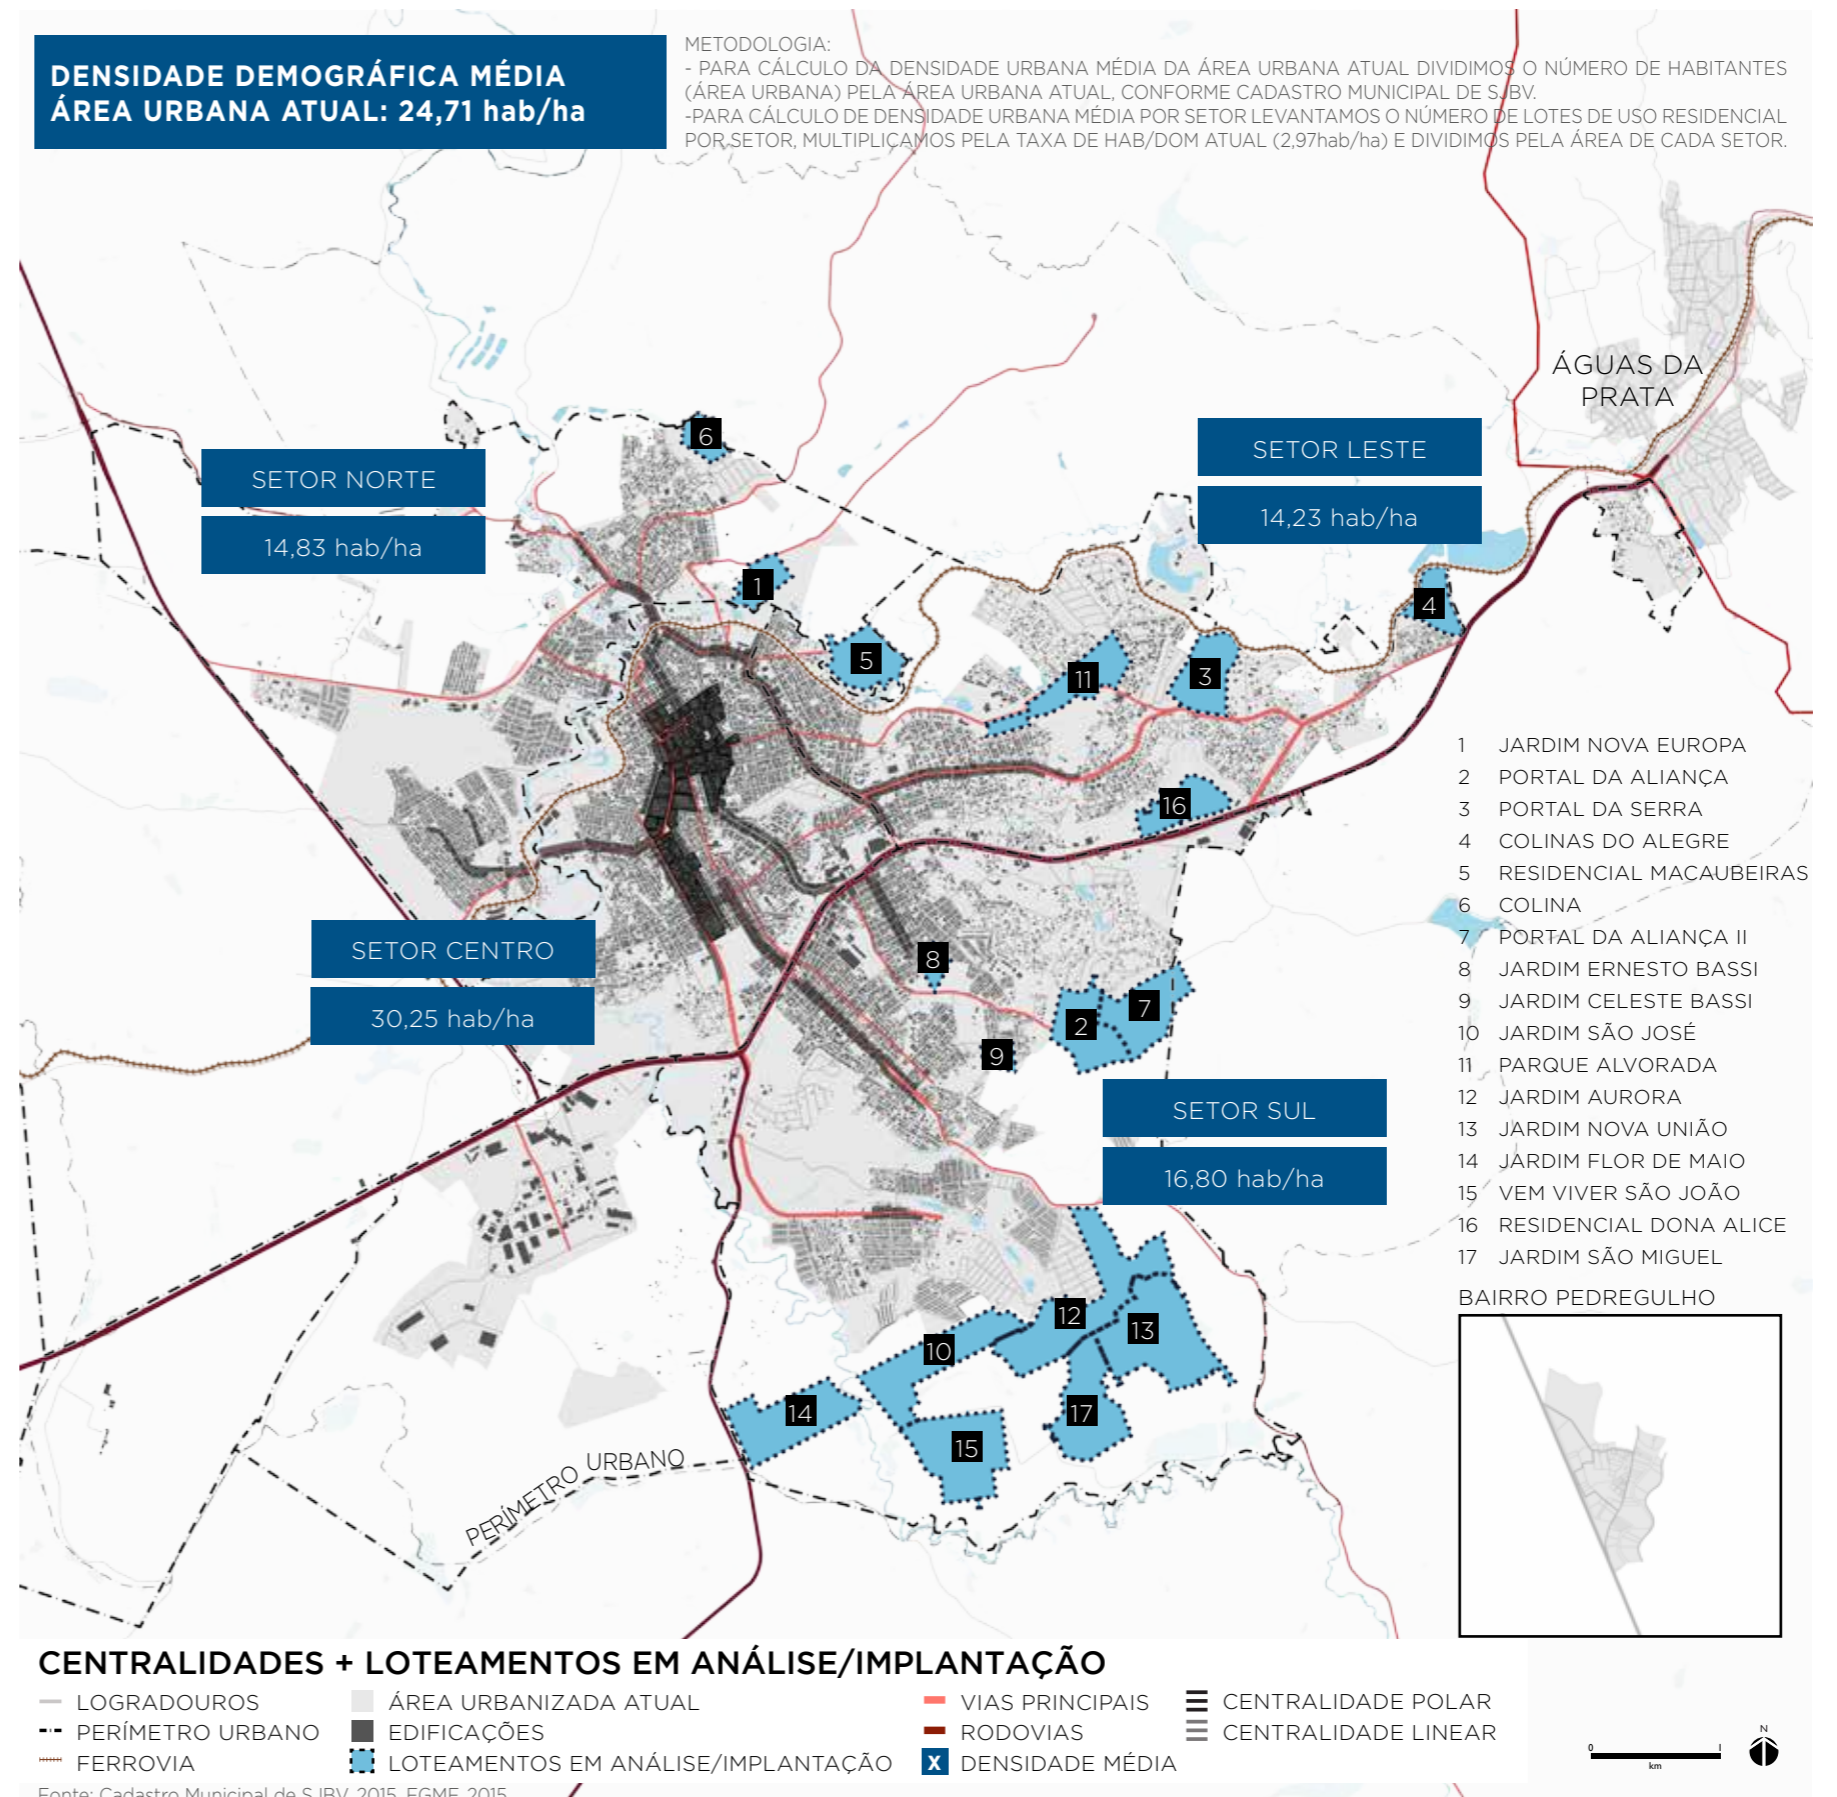 DENSIDADE DEMOGRÁFICA MÉDIA
ÁREA URBANA ATUAL: 24,71 hab/ha
METODOLOGIA:
- PARA CÁLCULO DA DENSIDADE URBANA MÉDIA DA ÁREA URBANA ATUAL DIVIDIMOS O NÚMERO DE HABITANTES
(ÁREA URBANA) PELA ÁREA URBANA ATUAL, CONFORME CADASTRO MUNICIPAL DE SJBV.
-PARA CÁLCULO DE DENSIDADE URBANA MÉDIA POR SETOR LEVANTAMOS O NÚMERO DE LOTES DE USO RESIDENCIAL
POR SETOR, MULTIPLICAMOS PELA TAXA DE HAB/DOM ATUAL (2,97hab/ha) E DIVIDIMOS PELA ÁREA DE CADA SETOR.
ÁGUAS DA
PRATA
SETOR NORTE
14,83 hab/ha
SETOR LESTE
14,23 hab/ha
6
1
4
5
11
3
16
SETOR CENTRO
30,25 hab/ha
8
7
2
9
SETOR SUL
16,80 hab/ha
12
13
10
14
17
15
PERÍMETRO URBANO
1 JARDIM NOVA EUROPA
2 PORTAL DA ALIANÇA
3 PORTAL DA SERRA
4 COLINAS DO ALEGRE
5 RESIDENCIAL MACAUBEIRAS
6 COLINA
7 PORTAL DA ALIANÇA II
8 JARDIM ERNESTO BASSI
9 JARDIM CELESTE BASSI
10 JARDIM SÃO JOSÉ
11 PARQUE ALVORADA
12 JARDIM AURORA
13 JARDIM NOVA UNIÃO
14 JARDIM FLOR DE MAIO
15 VEM VIVER SÃO JOÃO
16 RESIDENCIAL DONA ALICE
17 JARDIM SÃO MIGUEL
BAIRRO PEDREGULHO
CENTRALIDADES + LOTEAMENTOS EM ANÁLISE/IMPLANTAÇÃO
LOGRADOUROS
PERÍMETRO URBANO
FERROVIA
ÁREA URBANIZADA ATUAL
EDIFICAÇÕES
LOTEAMENTOS EM ANÁLISE/IMPLANTAÇÃO
VIAS PRINCIPAIS
RODOVIAS
X DENSIDADE MÉDIA
CENTRALIDADE POLAR
CENTRALIDADE LINEAR
0 1
km
N
Fonte: Cadastro Municipal de SJBV, 2015. FGMF, 2015.